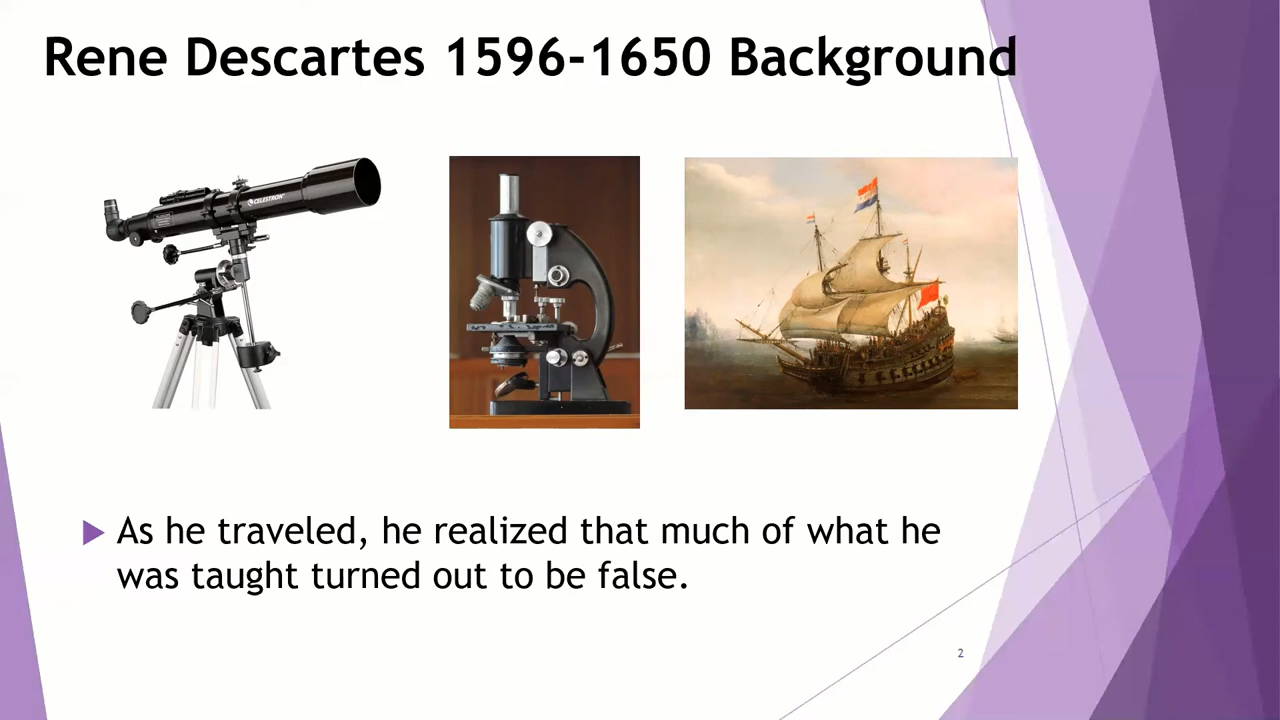 Rene Descartes 1596-1650 Background
CELESTRON
As he traveled, he realized that much of what he
was taught turned out to be false.
2